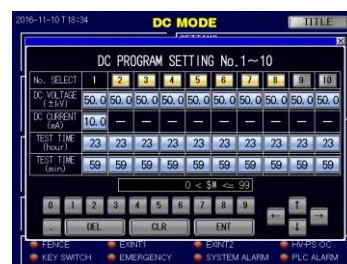 2016-11-10 T 18:34 DC MODE TITLE
DC PROGRAM SETTING No.1~10
No. SELECT 1 2 3 4 5 6 7 8 9 10
DC VOLTAGE (±kV) 50.0 50.0 50.0 50.0 50.0 50.0 50.0 50.0 50.0 50.0
DC CURRENT (mA) 10.0 — — — — — — — — —
TEST TIME (hour) 23 23 23 23 23 23 23 23 23 23
TEST TIME (min) 59 59 59 59 59 59 59 59 59 59
0 < $M <= 99
0 1 2 3 4 5 6 7 8 9 ← ↑ →
. DEL CLR ENT ↓
FENCE EXINT1 EXINT2 HV-PS OC
KEY SWITCH EMERGENCY SYSTEM ALARM PLC ALARM